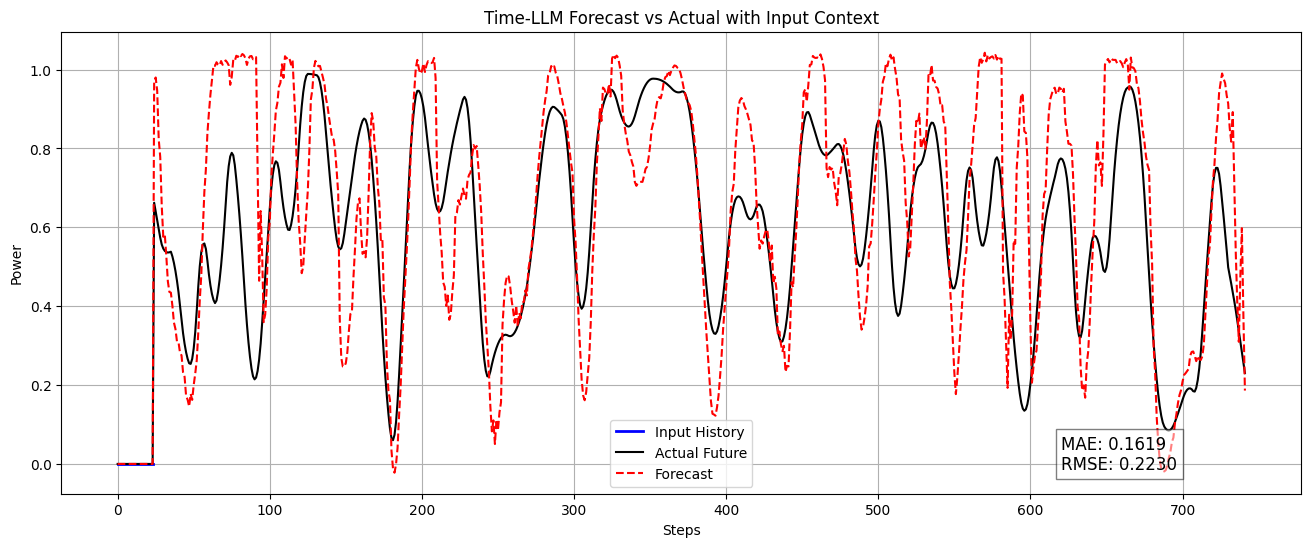 Time-LLM Forecast vs Actual with Input Context
Power
1.0
0.8
0.6
0.4
0.2
0.0
Input History
Actual Future
Forecast
MAE: 0.1619
RMSE: 0.2230
0 100 200 300 400 500 600 700
Steps